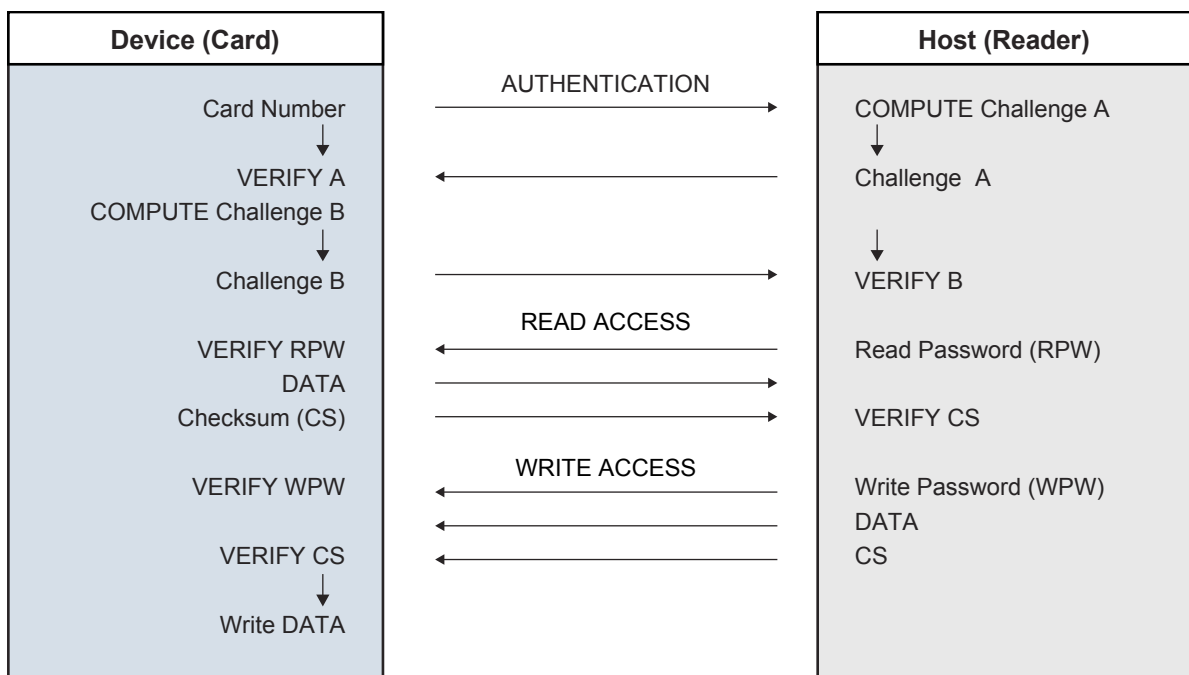 Device (Card)
Host (Reader)
AUTHENTICATION
Card Number
COMPUTE Challenge A
VERIFY A
Challenge A
COMPUTE Challenge B
Challenge B
VERIFY B
READ ACCESS
VERIFY RPW
Read Password (RPW)
DATA
Checksum (CS)
VERIFY CS
WRITE ACCESS
VERIFY WPW
Write Password (WPW)
DATA
VERIFY CS
CS
Write DATA